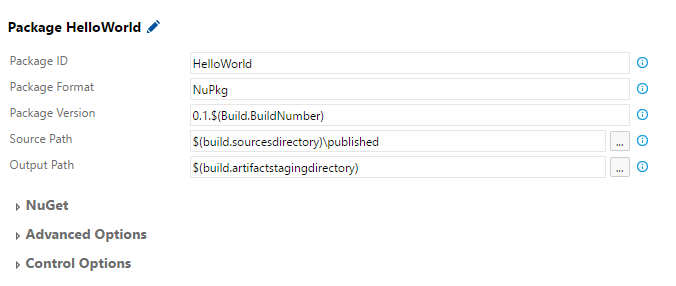 Package HelloWorld
Package ID HelloWorld
Package Format NuPkg
Package Version 0.1.$(Build.BuildNumber)
Source Path $(build.sourcesdirectory)\published ...
Output Path $(build.artifactstagingdirectory) ...
NuGet
Advanced Options
Control Options